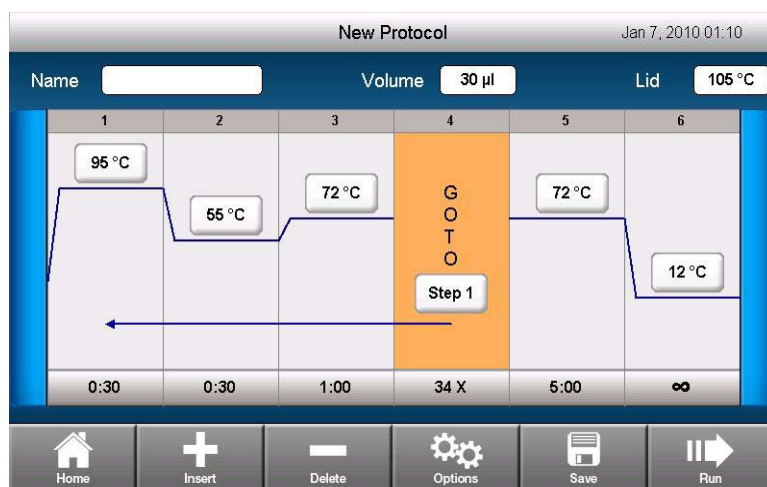 New Protocol
Jan 7, 2010 01:10
Name
Volume 30 µl
Lid 105 °C
1 2 3 4 5 6
95 °C
55 °C
72 °C
GOTO
Step 1
72 °C
12 °C
0:30 0:30 1:00 34 X 5:00 ∞
Home Insert Delete Options Save Run